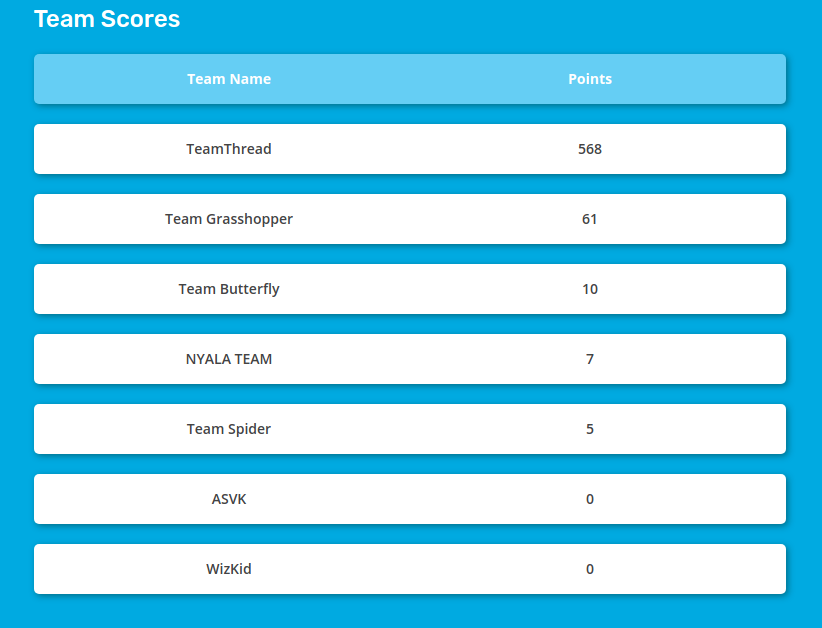 Team Scores
Team Name Points
TeamThread 568
Team Grasshopper 61
Team Butterfly 10
NYALA TEAM 7
Team Spider 5
ASVK 0
WizKid 0